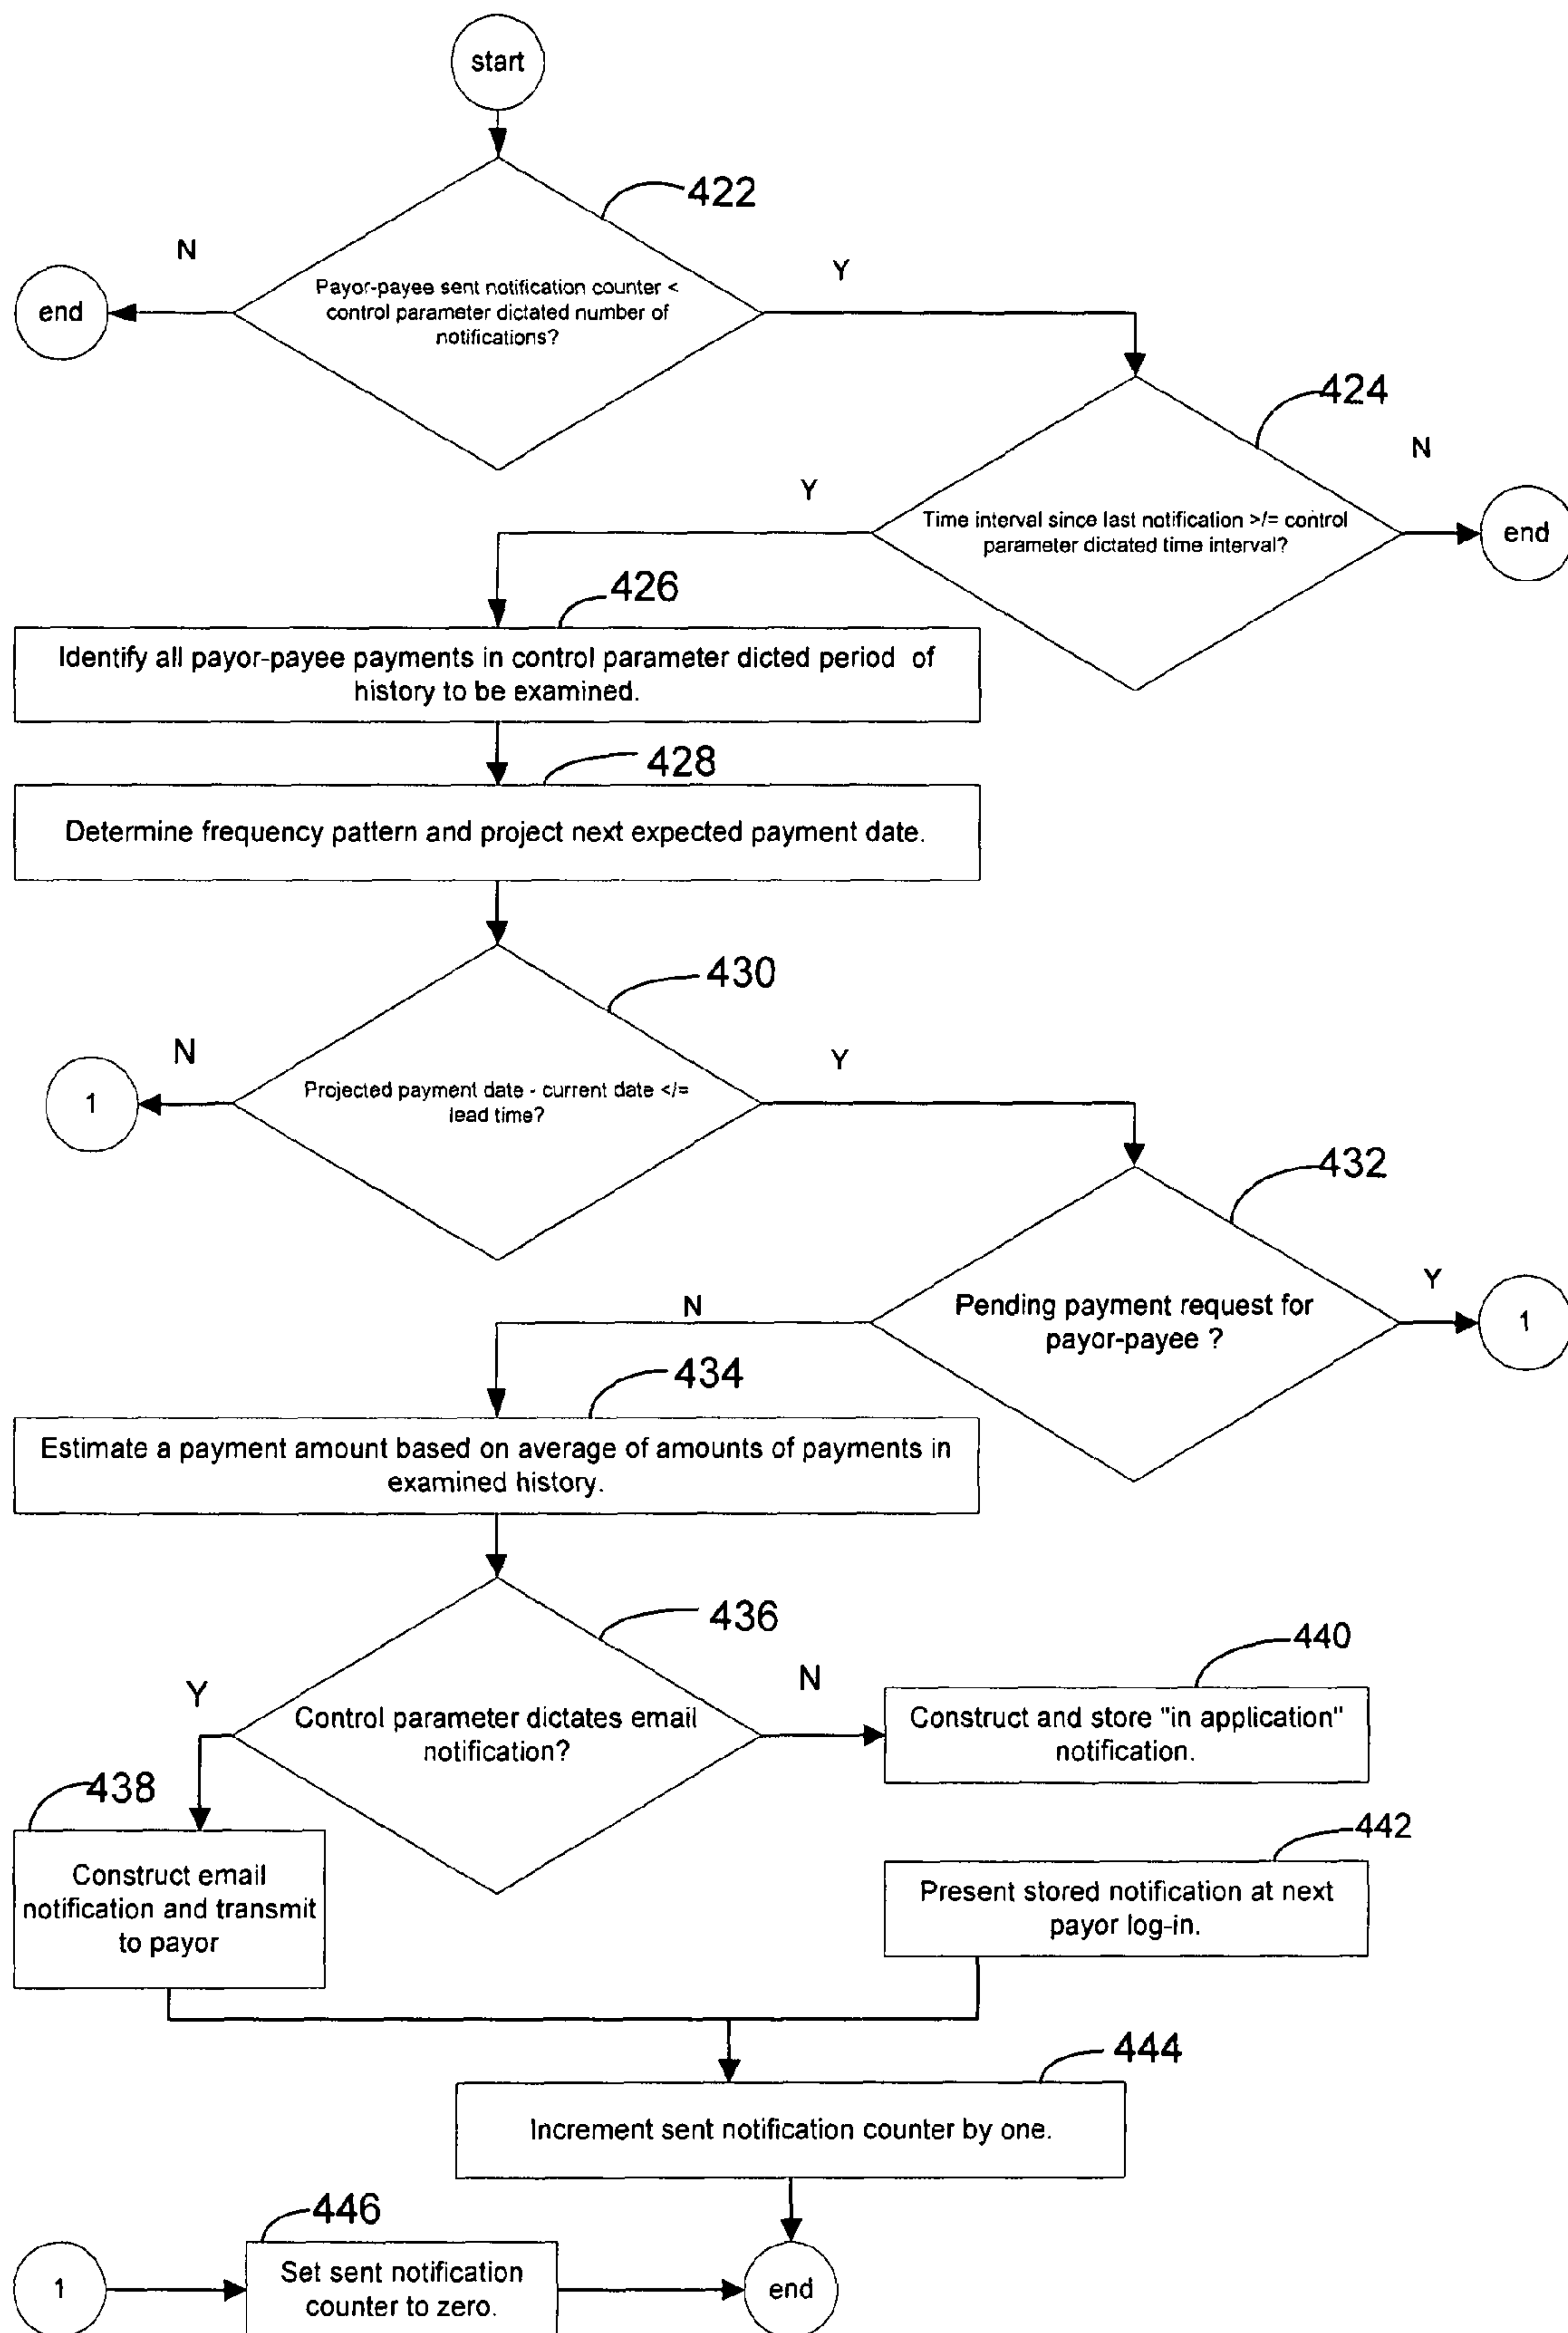 start
422
N
Y
Payor-payee sent notification counter <
control parameter dictated number of
notifications?
end
424
N
Y
Time interval since last notification >/= control
parameter dictated time interval?
end
426
Identify all payor-payee payments in control parameter dicted period of
history to be examined.
428
Determine frequency pattern and project next expected payment date.
430
N
Y
Projected payment date - current date </=
lead time?
1
432
Y
N
Pending payment request for
payor-payee ?
1
434
Estimate a payment amount based on average of amounts of payments in
examined history.
436
440
N
Y
Control parameter dictates email
notification?
Construct and store "in application"
notification.
438
442
Construct email
notification and transmit
to payor
Present stored notification at next
payor log-in.
444
Increment sent notification counter by one.
446
1
Set sent notification
counter to zero.
end